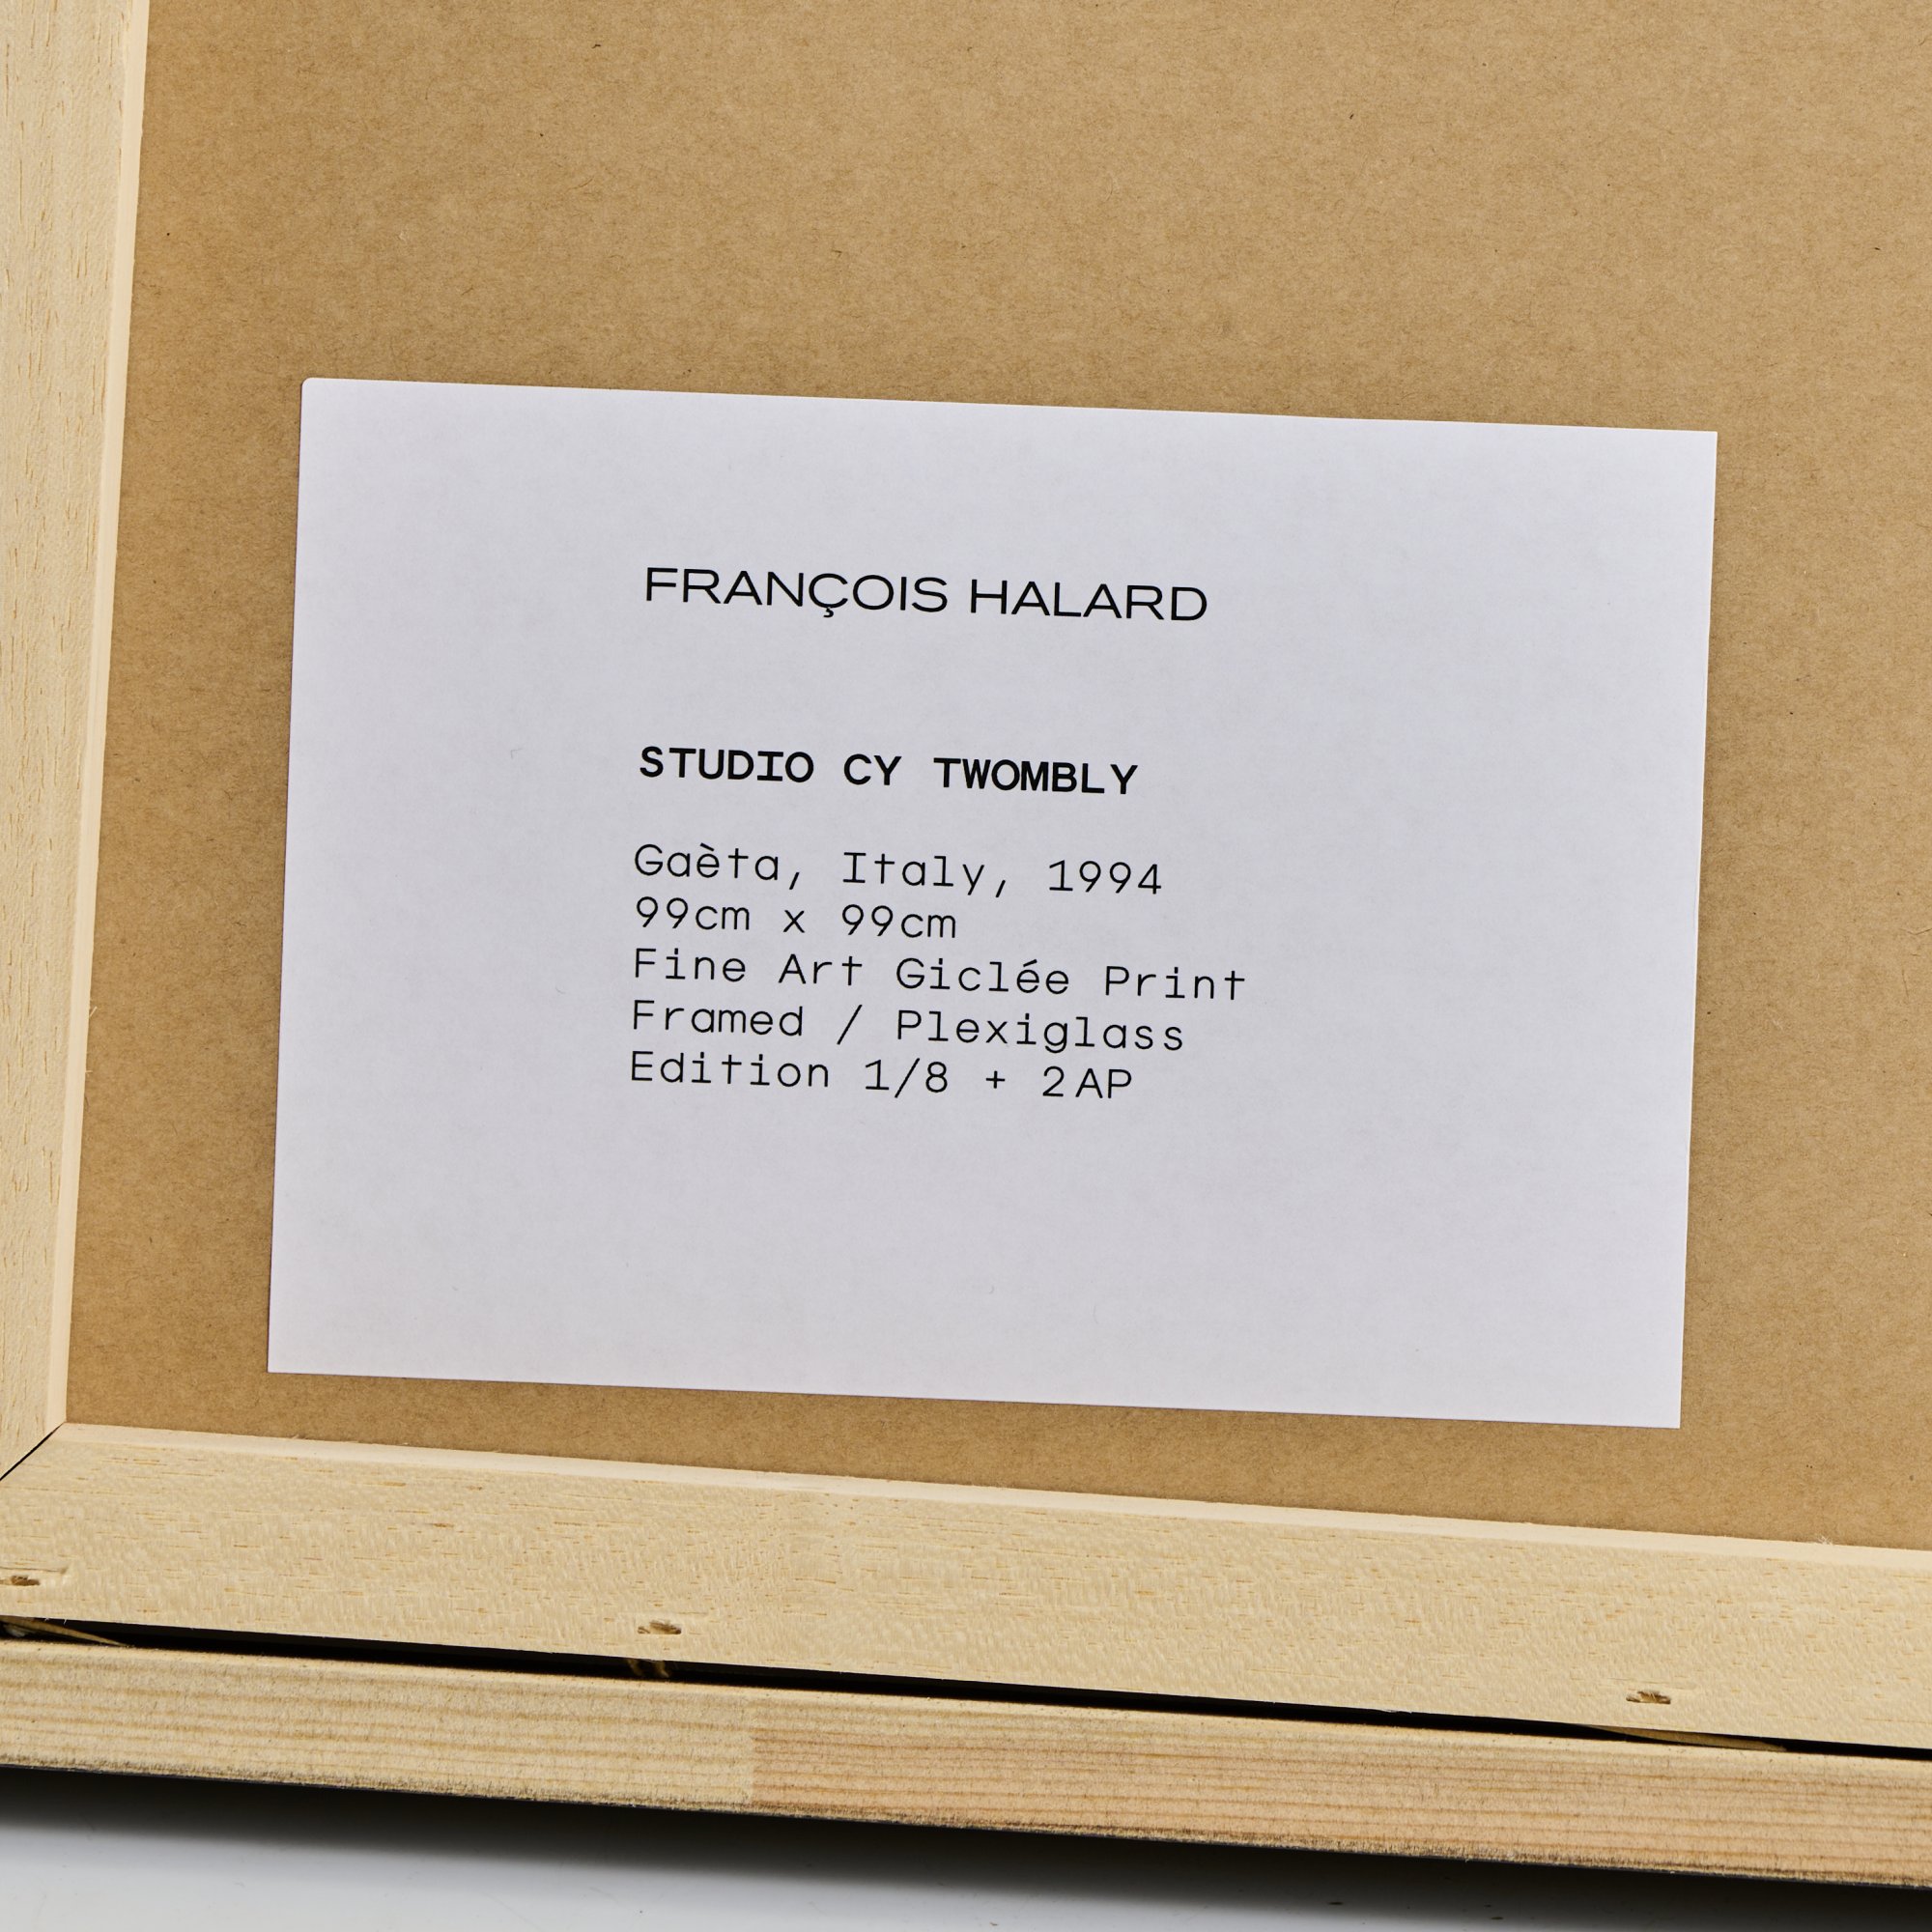 FRANÇOIS HALARD
STUDIO CY TWOMBLY
Gaèta, Italy, 1994
99cm x 99cm
Fine Art Giclée Print
Framed / Plexiglass
Edition 1/8 + 2AP